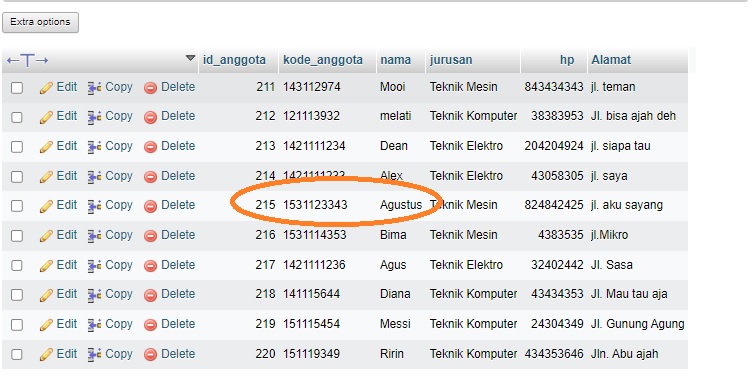 Extra options
←T→ id_anggota kode_anggota nama jurusan hp Alamat
Edit Copy Delete 211 143112974 Mooi Teknik Mesin 843434343 jl. teman
Edit Copy Delete 212 121113932 melati Teknik Komputer 38383953 Jl. bisa ajah deh
Edit Copy Delete 213 1421111234 Dean Teknik Elektro 204204924 jl. siapa tau
Edit Copy Delete 214 1421111233 Alex Teknik Elektro 43058305 jl. saya
Edit Copy Delete 215 1531123343 Agustus Teknik Mesin 824842425 jl. aku sayang
Edit Copy Delete 216 1531114353 Bima Teknik Mesin 4383535 jl.Mikro
Edit Copy Delete 217 1421111236 Agus Teknik Elektro 32402442 Jl. Sasa
Edit Copy Delete 218 141115644 Diana Teknik Komputer 43434353 Jl. Mau tau aja
Edit Copy Delete 219 151115454 Messi Teknik Komputer 24304349 Jl. Gunung Agung
Edit Copy Delete 220 151119349 Ririn Teknik Komputer 434353646 Jln. Abu ajah